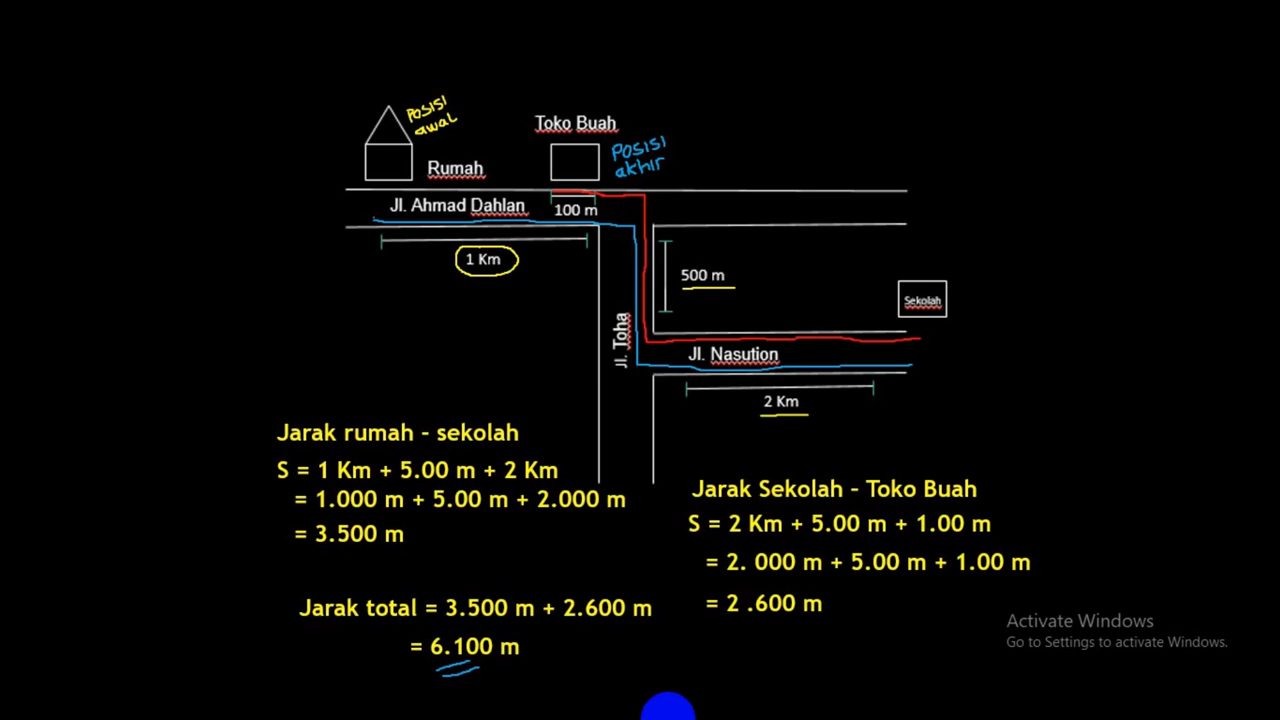 POSISI
awal
Toko Buah
POSISI
akhir
Rumah
Jl. Ahmad Dahlan
100 m
1 Km
500 m
Sekolah
Jl. Toha
Jl. Nasution
2 Km
Jarak rumah - sekolah
S = 1 Km + 5.00 m + 2 Km
= 1.000 m + 5.00 m + 2.000 m
= 3.500 m
Jarak Sekolah - Toko Buah
S = 2 Km + 5.00 m + 1.00 m
= 2. 000 m + 5.00 m + 1.00 m
= 2 .600 m
Jarak total = 3.500 m + 2.600 m
= 6.100 m
Activate Windows
Go to Settings to activate Windows.